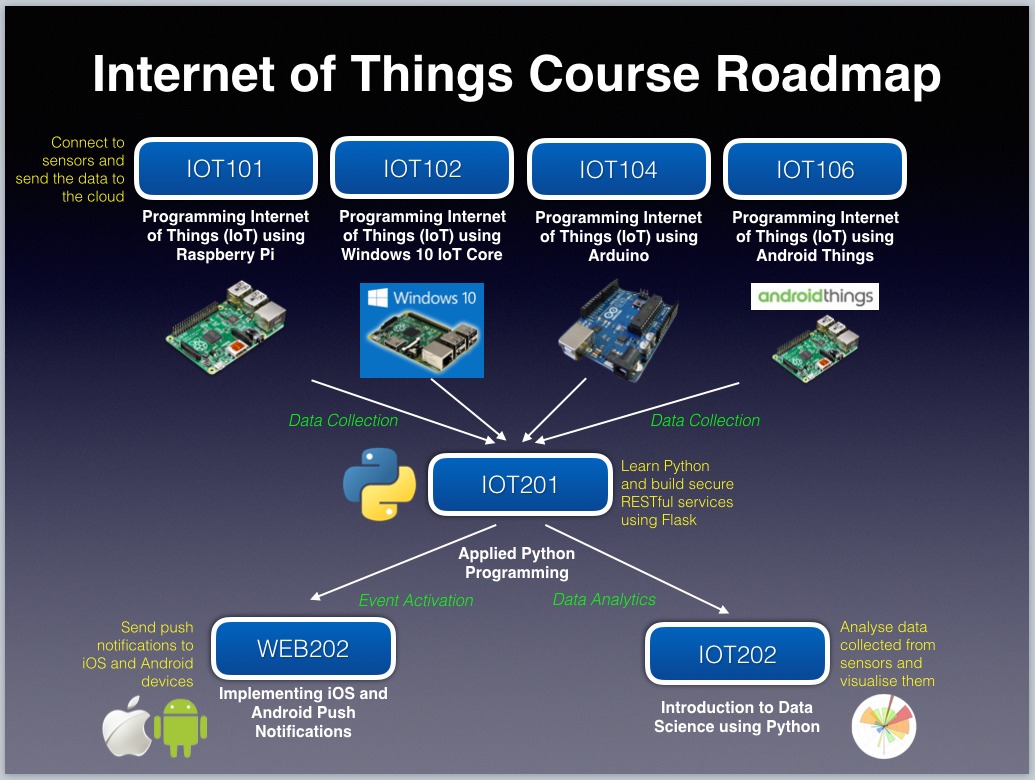 Internet of Things Course Roadmap
Connect to
sensors and
send the data to
the cloud
IOT101
IOT102
IOT104
IOT106
Programming Internet
of Things (IoT) using
Raspberry Pi
Programming Internet
of Things (IoT) using
Windows 10 IoT Core
Programming Internet
of Things (IoT) using
Arduino
Programming Internet
of Things (IoT) using
Android Things
Windows 10
androidthings
Data Collection
Data Collection
IOT201
Learn Python
and build secure
RESTful services
using Flask
Applied Python
Programming
Event Activation
Data Analytics
Send push
notifications to
iOS and Android
devices
WEB202
Implementing iOS and
Android Push
Notifications
IOT202
Analyse data
collected from
sensors and
visualise them
Introduction to Data
Science using Python